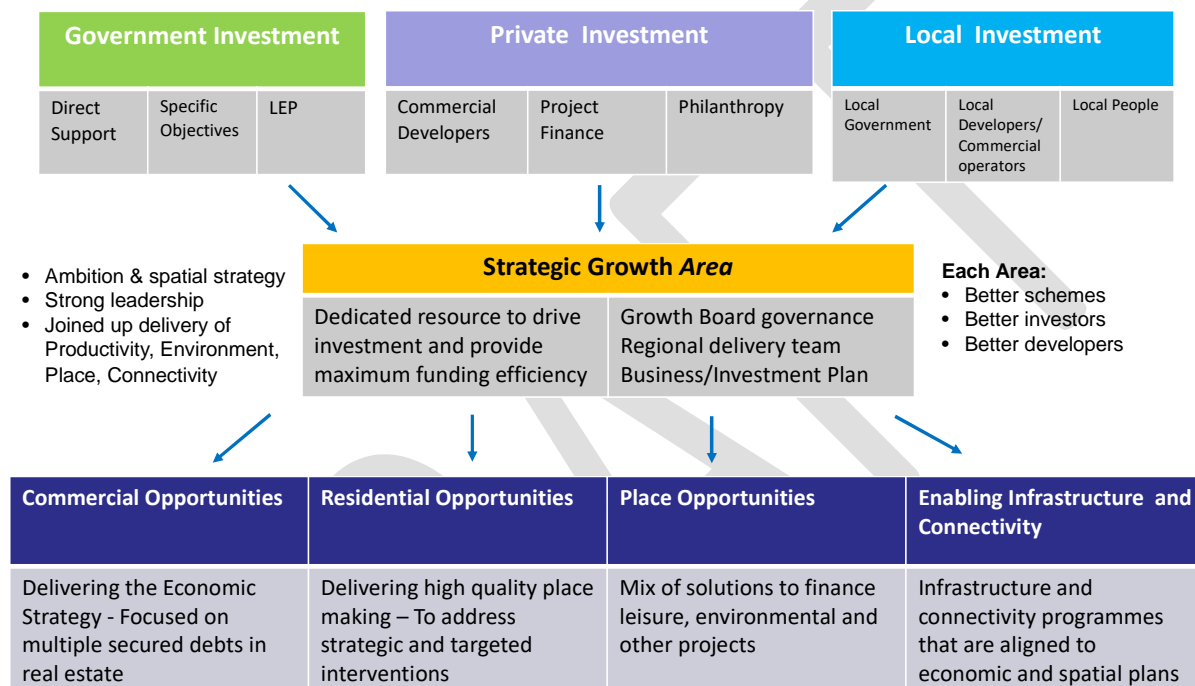 Government Investment
Private Investment
Local Investment
Direct
Support
Specific
Objectives
LEP
Commercial
Developers
Project
Finance
Philanthropy
Local
Government
Local
Developers/
Commercial
operators
Local People
• Ambition & spatial strategy
• Strong leadership
• Joined up delivery of
Productivity, Environment,
Place, Connectivity
Strategic Growth Area
Dedicated resource to drive
investment and provide
maximum funding efficiency
Growth Board governance
Regional delivery team
Business/Investment Plan
Each Area:
• Better schemes
• Better investors
• Better developers
Commercial Opportunities
Residential Opportunities
Place Opportunities
Enabling Infrastructure and
Connectivity
Delivering the Economic
Strategy - Focused on
multiple secured debts in
real estate
Delivering high quality place
making – To address
strategic and targeted
interventions
Mix of solutions to finance
leisure, environmental and
other projects
Infrastructure and
connectivity programmes
that are aligned to
economic and spatial plans